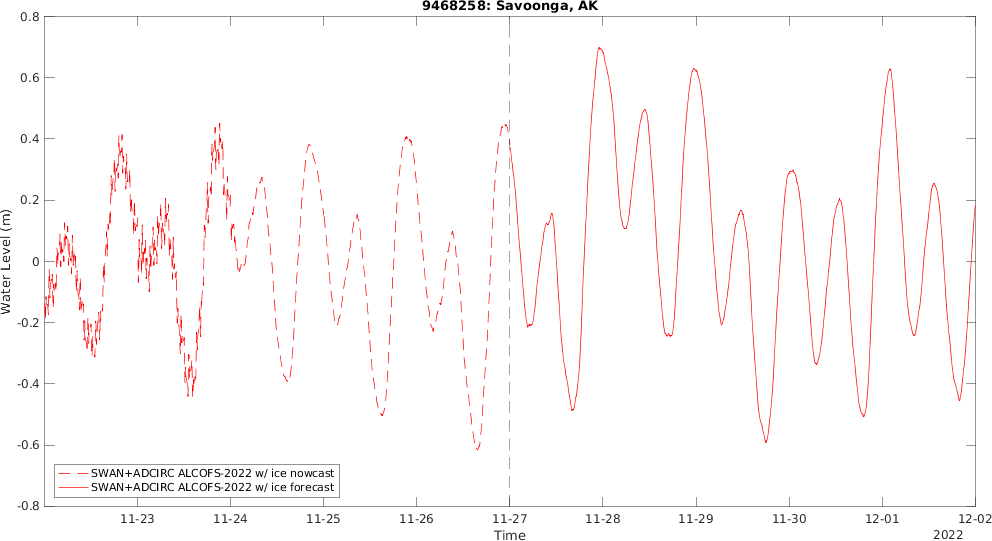 9468258: Savoonga, AK
0.8
0.6
0.4
0.2
0
-0.2
-0.4
-0.6
-0.8
Water Level (m)
SWAN+ADCIRC ALCOFS-2022 w/ ice nowcast
SWAN+ADCIRC ALCOFS-2022 w/ ice forecast
11-23 11-24 11-25 11-26 11-27 11-28 11-29 11-30 12-01 12-02
Time
2022